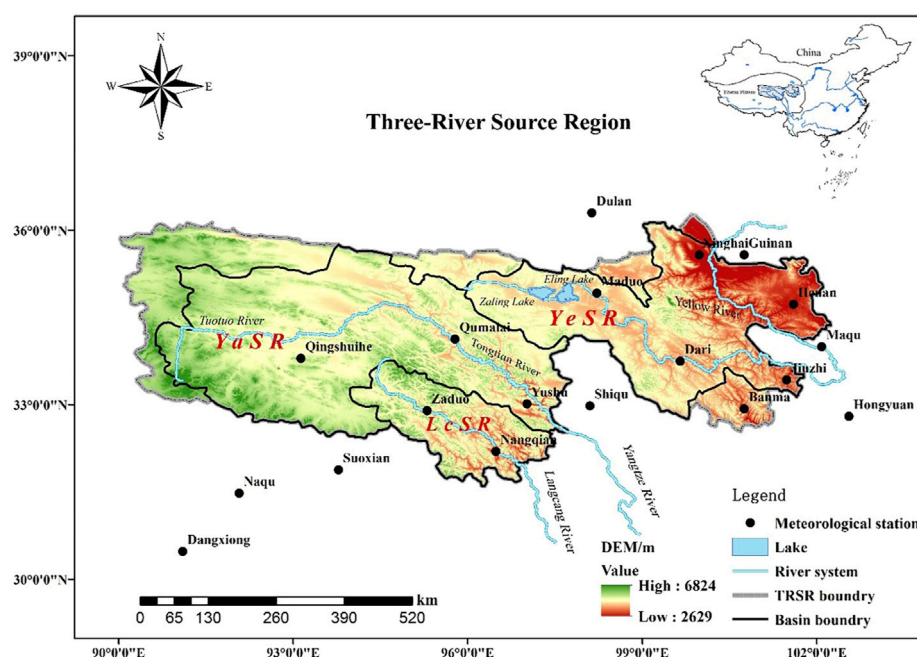 39°0'0"N
36°0'0"N
33°0'0"N
30°0'0"N
N
W
E
S
China
Three-River Source Region
Dulan
XinghaiGuinan
Eling Lake
Maduo
Henan
Zaling Lake
Yellow River
Tuotuo River
YeSR
YaSR
Qumalai
Maqu
Qingshuihe
Tongtian River
Dari
Jiuzhi
Zaduo
Yushu
Shiqu
Banma
Hongyuan
LcSR
Nangqian
Suoxian
Yangtze River
Naqu
Langcang River
Dangxiong
Legend
Meteorological station
Lake
River system
TRSR boundry
Basin boundry
DEM/m
Value
High : 6824
Low : 2629
km
0 65 130 260 390 520
90°0'0"E
93°0'0"E
96°0'0"E
99°0'0"E
102°0'0"E